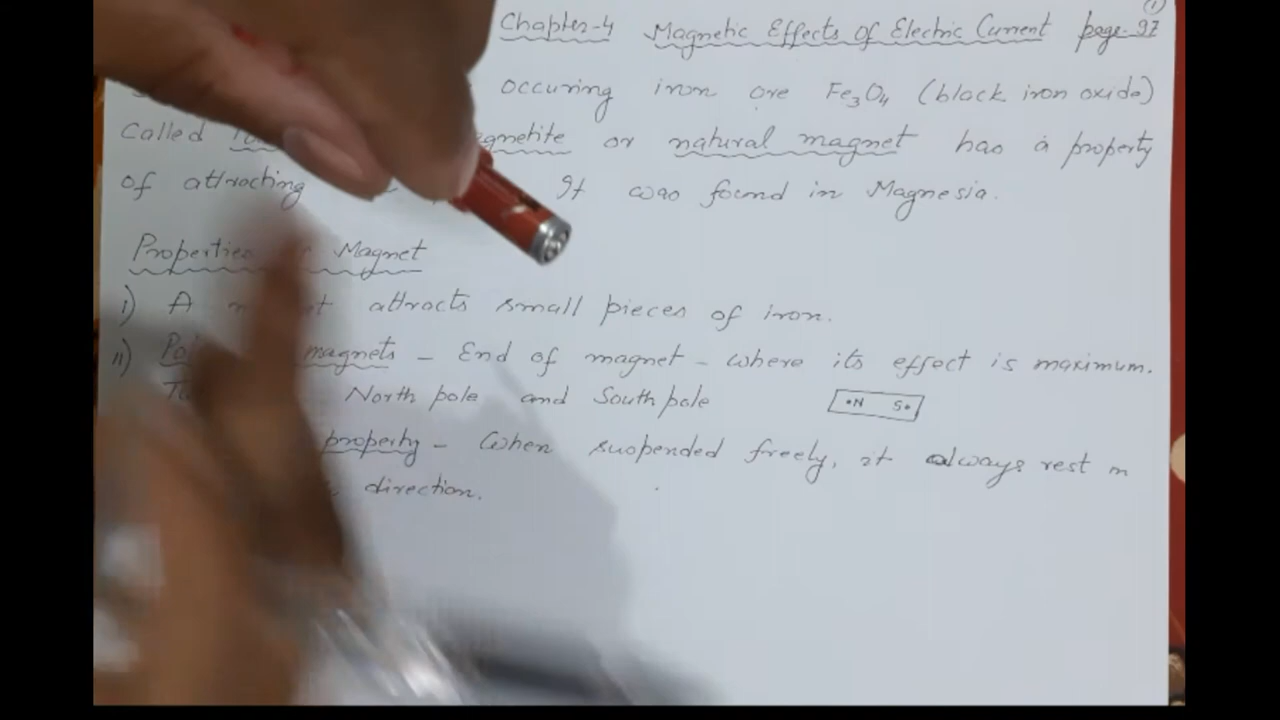 (1)
Chapter-4 Magnetic Effects Of Electric Current page-97
occuring iron ore Fe3O4 (black iron oxide)
Called or natural magnet has a property
of attracting It was found in Magnesia.
Magnet
i) A attracts small pieces of iron.
ii) magnets - End of magnet - where its effect is maximum.
North pole and South pole •N S•
property - When suspended freely, it always rest in
direction.